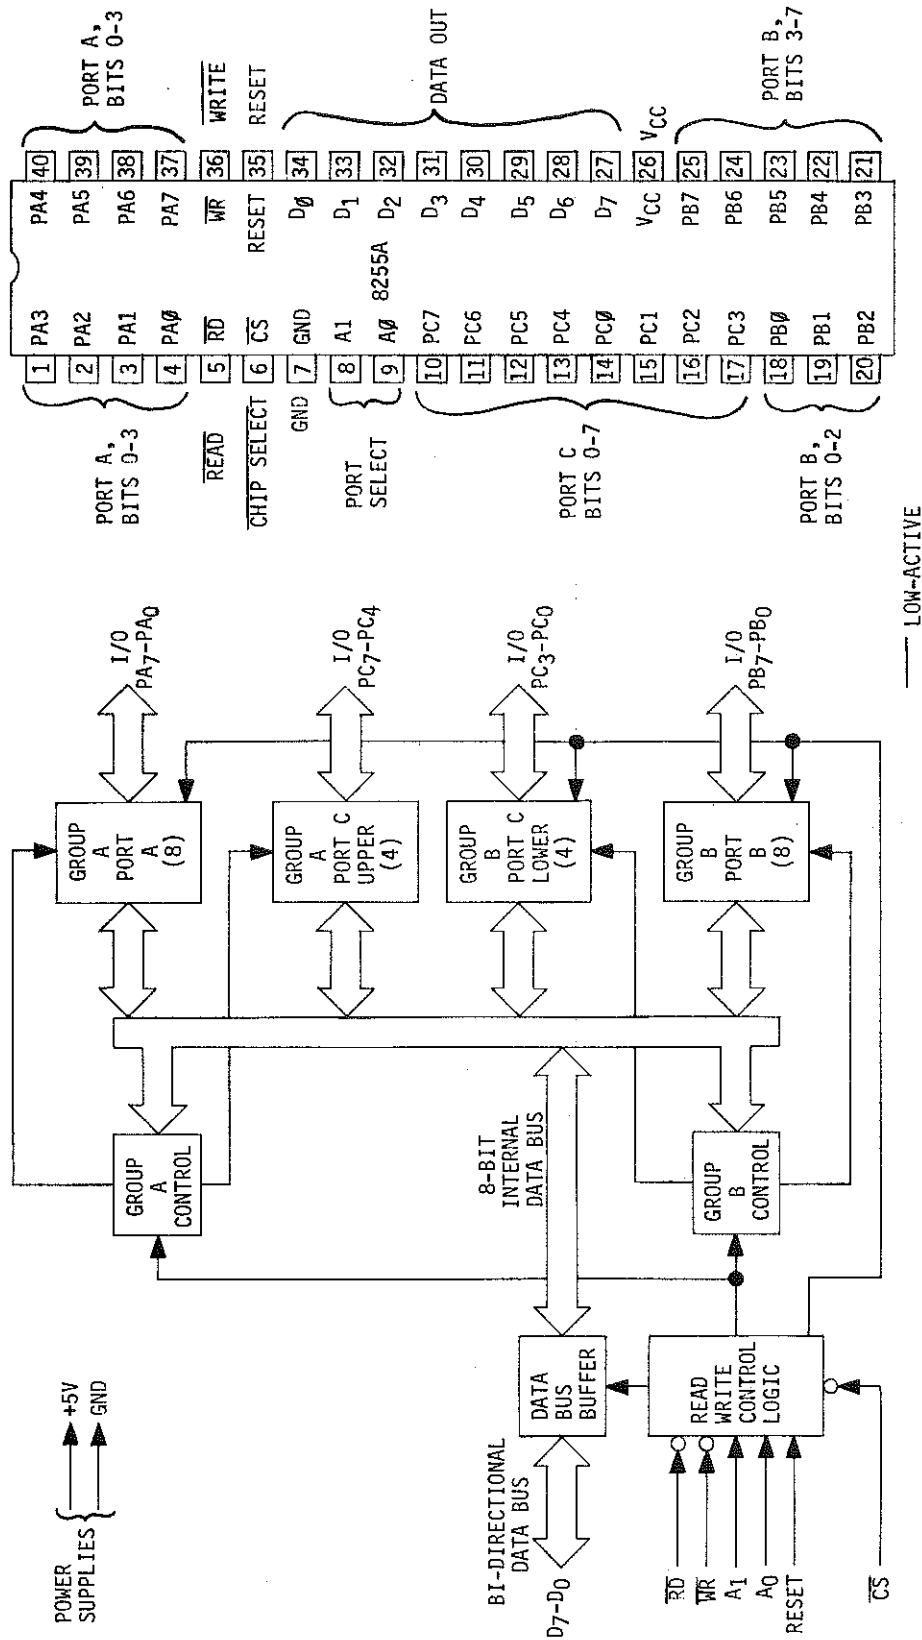 POWER
SUPPLIES
+5V
GND
BI-DIRECTIONAL
DATA BUS
D7-D0
DATA
BUS
BUFFER
RD
WR
A1
A0
RESET
CS
READ
WRITE
CONTROL
LOGIC
GROUP
A
CONTROL
8-BIT
INTERNAL
DATA BUS
GROUP
B
CONTROL
GROUP
A
PORT
A
(8)
GROUP
A
PORT C
UPPER
(4)
GROUP
B
PORT C
LOWER
(4)
GROUP
B
PORT
B
(8)
I/O
PA7-PA0
I/O
PC7-PC4
I/O
PC3-PC0
I/O
PB7-PB0
LOW-ACTIVE
PORT A,
BITS 0-3
READ
CHIP SELECT
GND
PORT
SELECT
PORT C
BITS 0-7
PORT B,
BITS 0-2
1 PA3
2 PA2
3 PA1
4 PAØ
5 RD
6 CS
7 GND
8 A1
9 AØ
10 PC7
11 PC6
12 PC5
13 PC4
14 PCØ
15 PC1
16 PC2
17 PC3
18 PBØ
19 PB1
20 PB2
8255A
PA4 40
PA5 39
PA6 38
PA7 37
WR 36
RESET 35
DØ 34
D1 33
D2 32
D3 31
D4 30
D5 29
D6 28
D7 27
VCC 26
PB7 25
PB6 24
PB5 23
PB4 22
PB3 21
PORT A,
BITS 0-3
WRITE
RESET
DATA OUT
VCC
PORT B,
BITS 3-7